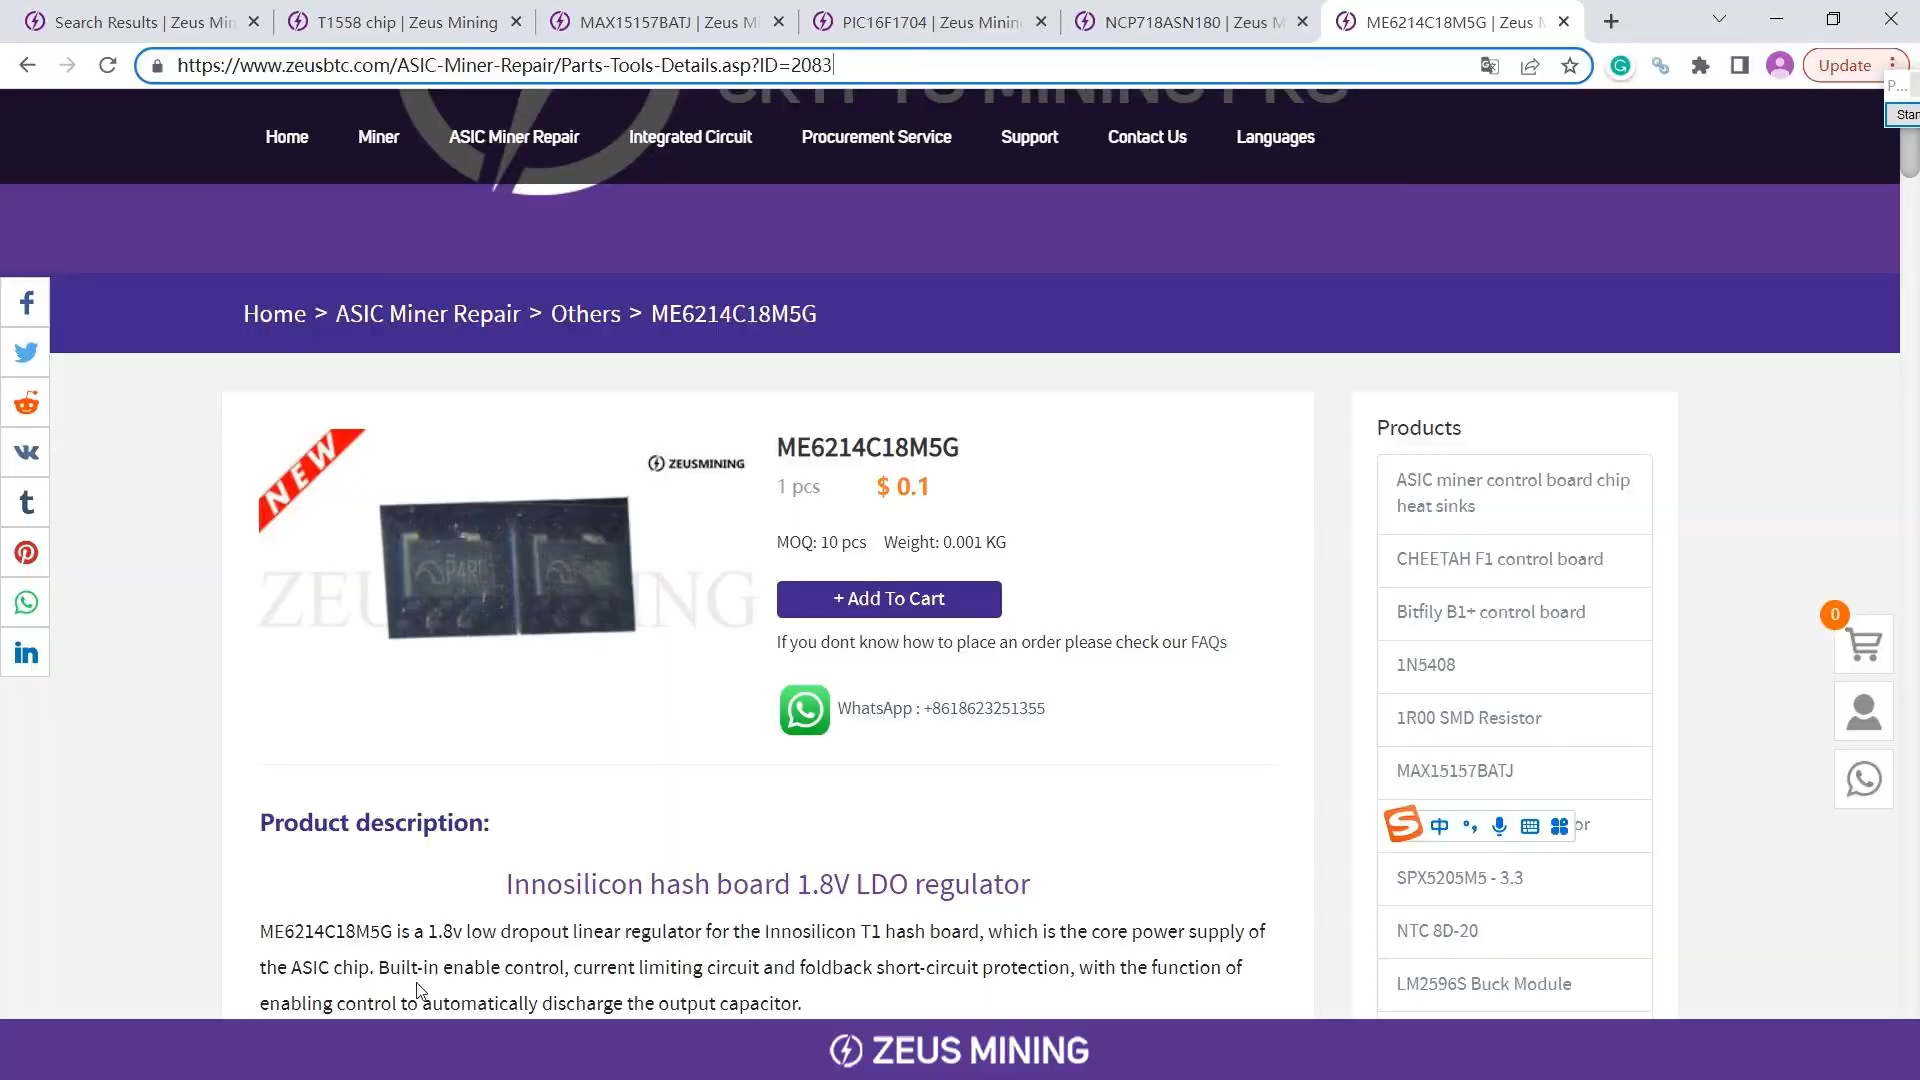 Search Results | Zeus Min
T1558 chip | Zeus Mining
MAX15157BATJ | Zeus Mi
PIC16F1704 | Zeus Mining
NCP718ASN180 | Zeus M
ME6214C18M5G | Zeus M
https://www.zeusbtc.com/ASIC-Miner-Repair/Parts-Tools-Details.asp?ID=2083
Update
P...
Star
CRYPTO MINING PRO
Home
Miner
ASIC Miner Repair
Integrated Circuit
Procurement Service
Support
Contact Us
Languages
Home > ASIC Miner Repair > Others > ME6214C18M5G
NEW
ZEUSMINING
ZEUS MINING
ME6214C18M5G
1 pcs $ 0.1
MOQ: 10 pcs Weight: 0.001 KG
+ Add To Cart
If you dont know how to place an order please check our FAQs
WhatsApp : +8618623251355
Product description:
Innosilicon hash board 1.8V LDO regulator
ME6214C18M5G is a 1.8v low dropout linear regulator for the Innosilicon T1 hash board, which is the core power supply of
the ASIC chip. Built-in enable control, current limiting circuit and foldback short-circuit protection, with the function of
enabling control to automatically discharge the output capacitor.
Products
ASIC miner control board chip
heat sinks
CHEETAH F1 control board
Bitfily B1+ control board
1N5408
1R00 SMD Resistor
MAX15157BATJ
中
or
SPX5205M5 - 3.3
NTC 8D-20
LM2596S Buck Module
0
ZEUS MINING